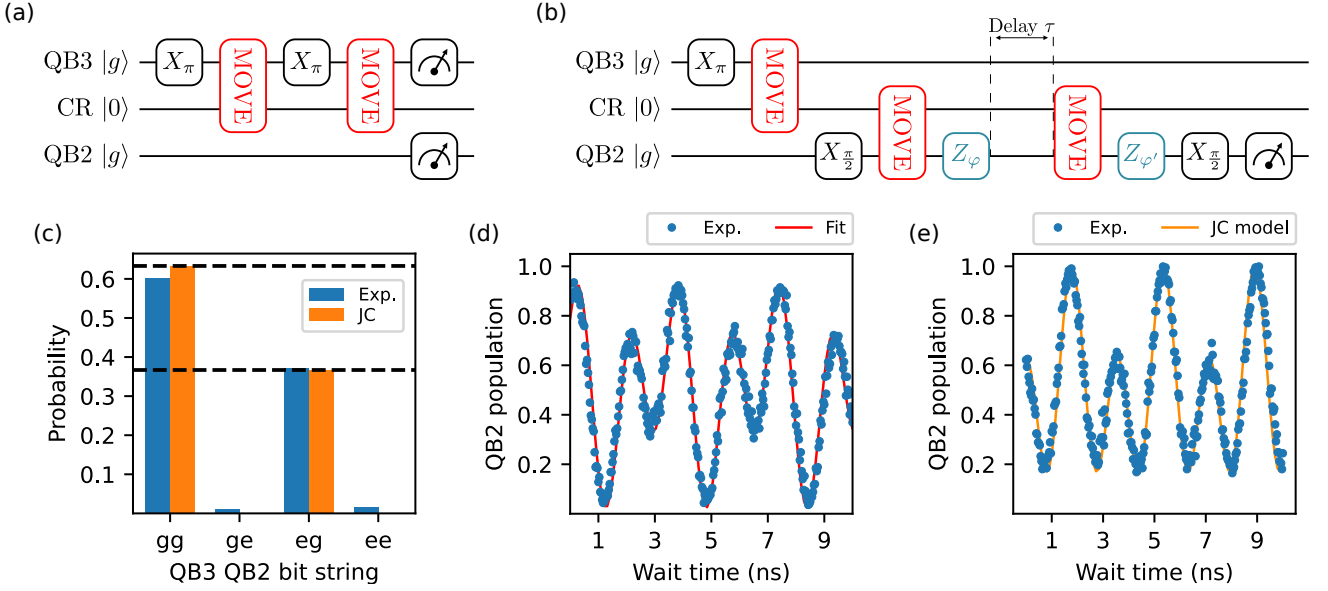 (a)
QB3 |g⟩ X_π MOVE X_π MOVE
CR |0⟩
QB2 |g⟩
(b)
Delay τ
QB3 |g⟩ X_π MOVE
CR |0⟩ MOVE MOVE
QB2 |g⟩ X_{π/2} Z_φ Z_{φ'} X_{π/2}
(c)
Probability
0.6
0.5
0.4
0.3
0.2
0.1
Exp.
JC
gg ge eg ee
QB3 QB2 bit string
(d)
Exp. Fit
QB2 population
1.0
0.8
0.6
0.4
0.2
1 3 5 7 9
Wait time (ns)
(e)
Exp. JC model
QB2 population
1.0
0.8
0.6
0.4
0.2
1 3 5 7 9
Wait time (ns)